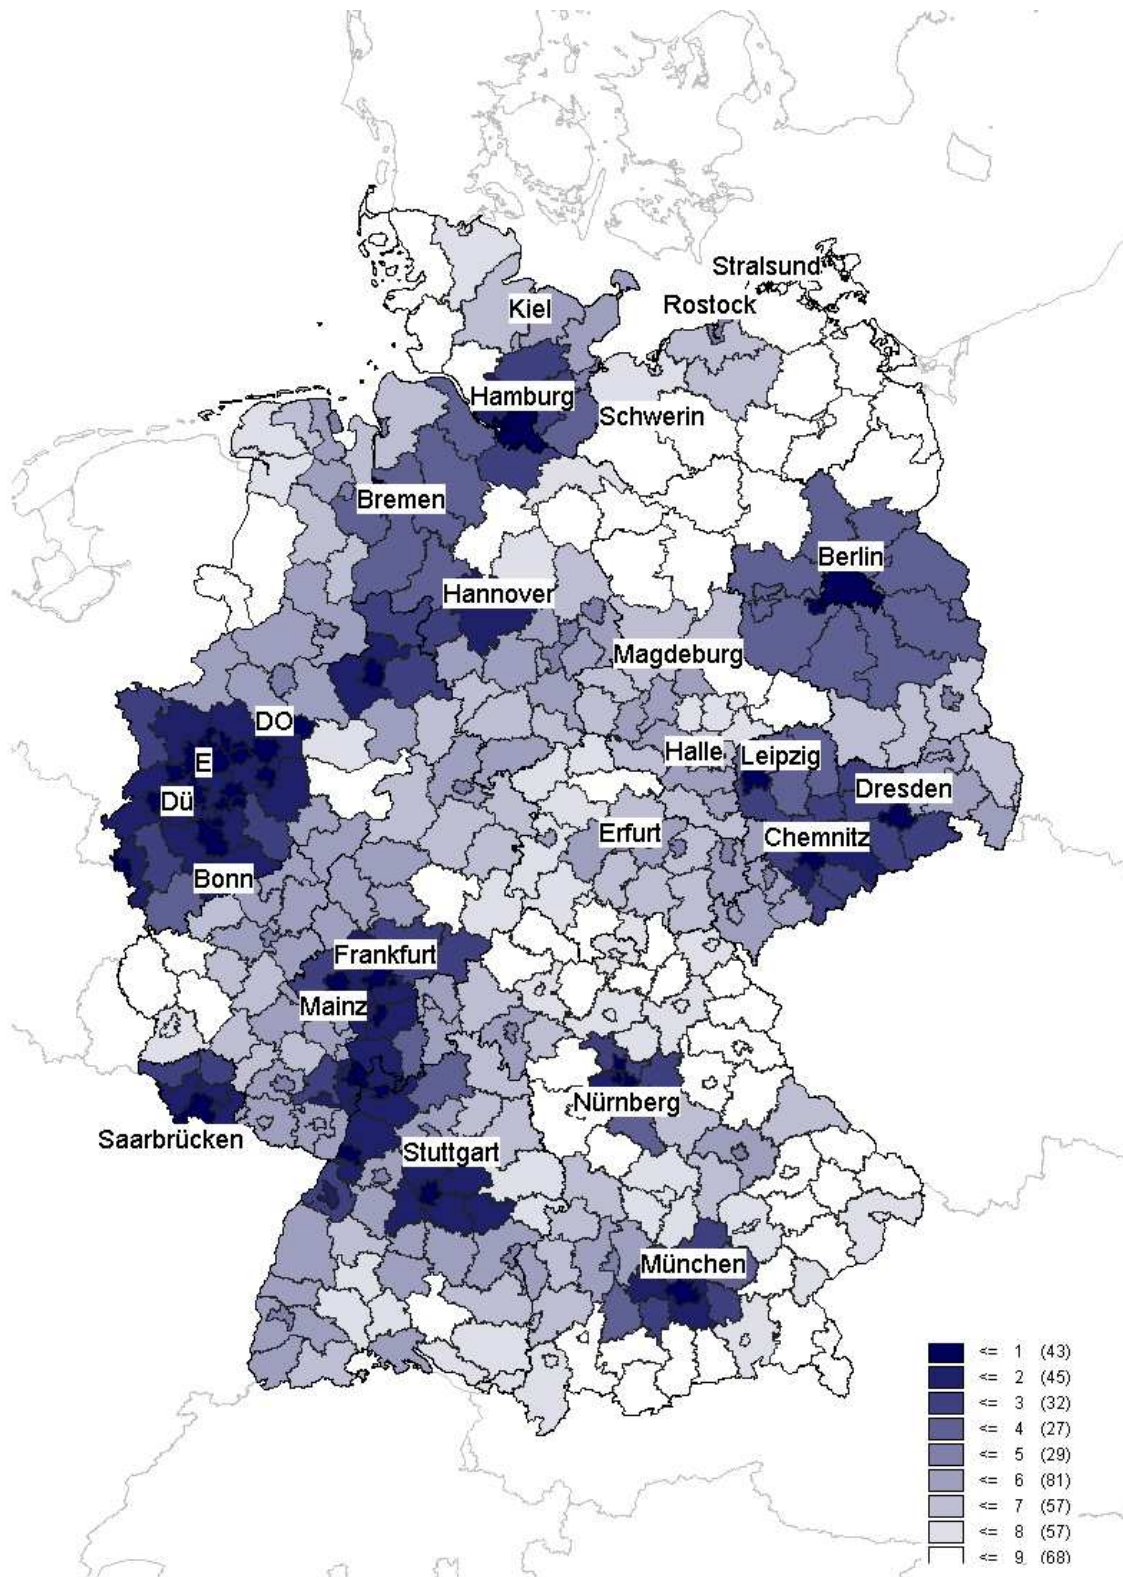 Stralsund
Rostock
Kiel
Hamburg
Schwerin
Bremen
Berlin
Hannover
Magdeburg
DO
E
Halle
Leipzig
Dü
Dresden
Erfurt
Chemnitz
Bonn
Frankfurt
Mainz
Nürnberg
Saarbrücken
Stuttgart
München
<= 1 (43)
<= 2 (45)
<= 3 (32)
<= 4 (27)
<= 5 (29)
<= 6 (81)
<= 7 (57)
<= 8 (57)
<= 9 (68)